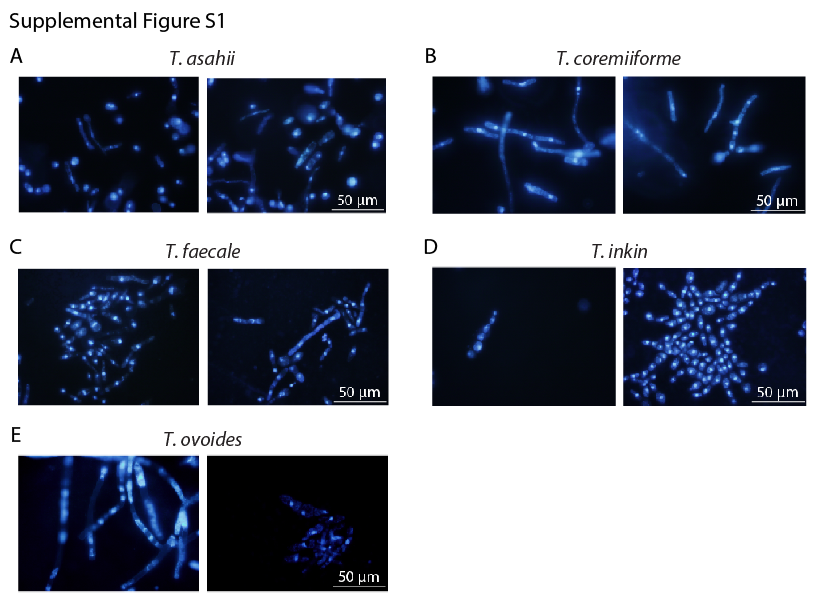 Supplemental Figure S1
A
T. asahii
50 µm
B
T. coremiiforme
50 µm
C
T. faecale
50 µm
D
T. inkin
50 µm
E
T. ovoides
50 µm